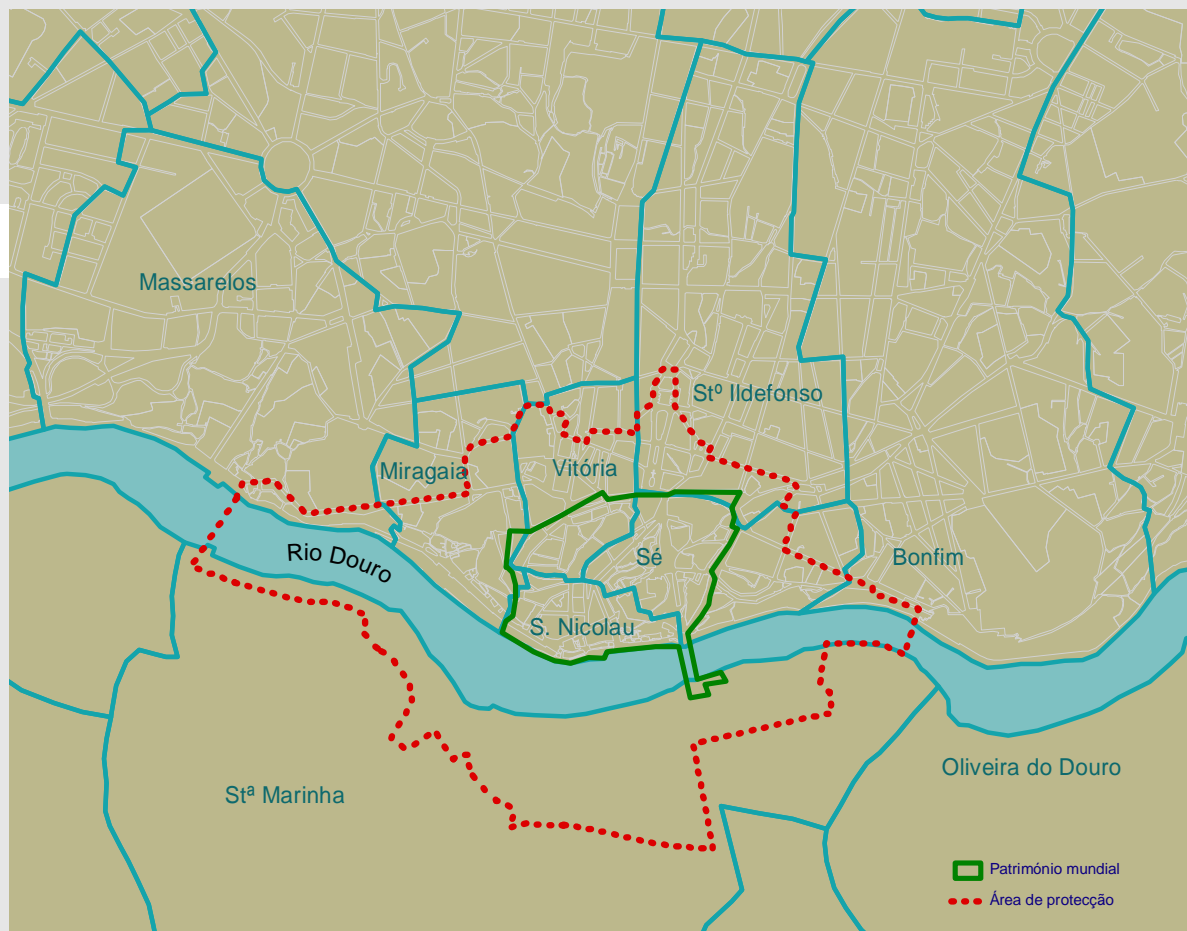 Massarelos
Stº Ildefonso
Miragaia
Vitória
Rio Douro
Sé
Bonfim
S. Nicolau
Oliveira do Douro
Stª Marinha
Património mundial
Área de protecção